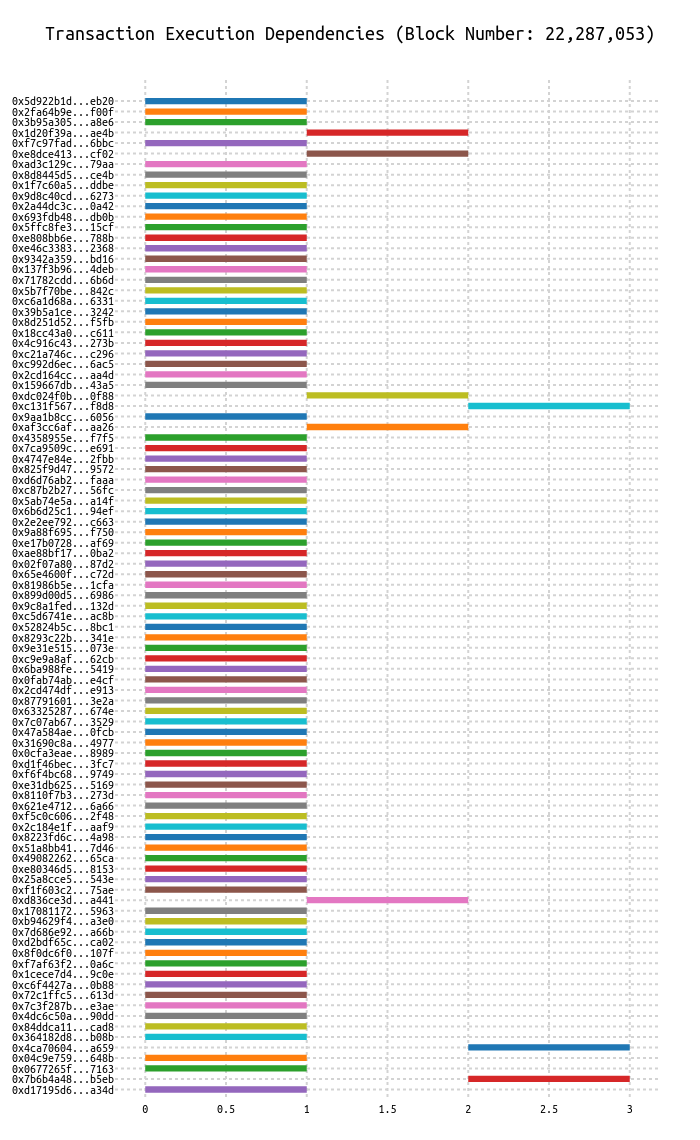 Transaction Execution Dependencies (Block Number: 22,287,053)
0x5d922b1d...eb20
0x2fa64b9e...f00f
0x3b95a305...a8e6
0x1d20f39a...ae4b
0xf7c97fad...6bbc
0xe8dce413...cf02
0xad3c129c...79aa
0x8d8445d5...ce4b
0x1f7c60a5...ddbe
0x9d8c40cd...6273
0x2a44dc3c...0a42
0x693fdb48...db0b
0x5ffc8fe3...15cf
0xe808bb6e...788b
0xe46c3383...2368
0x9342a359...bd16
0x137f3b96...4deb
0x71782cdd...6b6d
0x5b7f70be...842c
0xc6a1d68a...6331
0x39b5a1ce...3242
0x8d251d52...f5fb
0x18cc43a0...c611
0x4c916c43...273b
0xc21a746c...c296
0xc992d6ec...6ac5
0x2cd164cc...aa4d
0x159667db...43a5
0xdc024f0b...0f88
0xc131f567...f8d8
0x9aa1b8cc...6056
0xaf3cc6af...aa26
0x4358955e...f7f5
0x7ca9509c...e691
0x4747e84e...2fbb
0x825f9d47...9572
0xd6d76ab2...faaa
0xc87b2b27...56fc
0x5ab74e5a...a14f
0x6b6d25c1...94ef
0x2e2ee792...c663
0x9a88f695...f750
0xe17b0728...af69
0xae88bf17...0ba2
0x02f07a80...87d2
0x65e4600f...c72d
0x81986b5e...1cfa
0x899d00d5...6986
0x9c8a1fed...132d
0xc5d6741e...ac8b
0x52824b5c...8bc1
0x8293c22b...341e
0x9e31e515...073e
0xc9e9a8af...62cb
0x6ba988fe...5419
0x0fab74ab...e4cf
0x2cd474df...e913
0x87791601...3e2a
0x63325287...674e
0x7c07ab67...3529
0x47a584ae...0fcb
0x31690c8a...4977
0x0cfa3eae...8989
0xd1f46bec...3fc7
0xf6f4bc68...9749
0xe31db625...5169
0x8110f7b3...273d
0x621e4712...6a66
0xf5c0c606...2f48
0x2c184e1f...aaf9
0x8223fd6c...4a98
0x51a8bb41...7d46
0x49082262...65ca
0xe80346d5...8153
0x25a8cce5...543e
0xf1f603c2...75ae
0xd836ce3d...a441
0x17081172...5963
0xb94629f4...a3e0
0x7d686e92...a66b
0xd2bdf65c...ca02
0x8f0dc6f0...107f
0xf7af63f2...0a6c
0x1cece7d4...9c0e
0xc6f4427a...0b88
0x72c1ffc5...613d
0x7c3f287b...e3ae
0x4dc6c50a...90dd
0x84ddca11...cad8
0x364182d8...b08b
0x4ca70604...a659
0x04c9e759...648b
0x0677265f...7163
0x7b6b4a48...b5eb
0xd17195d6...a34d
0 0.5 1 1.5 2 2.5 3